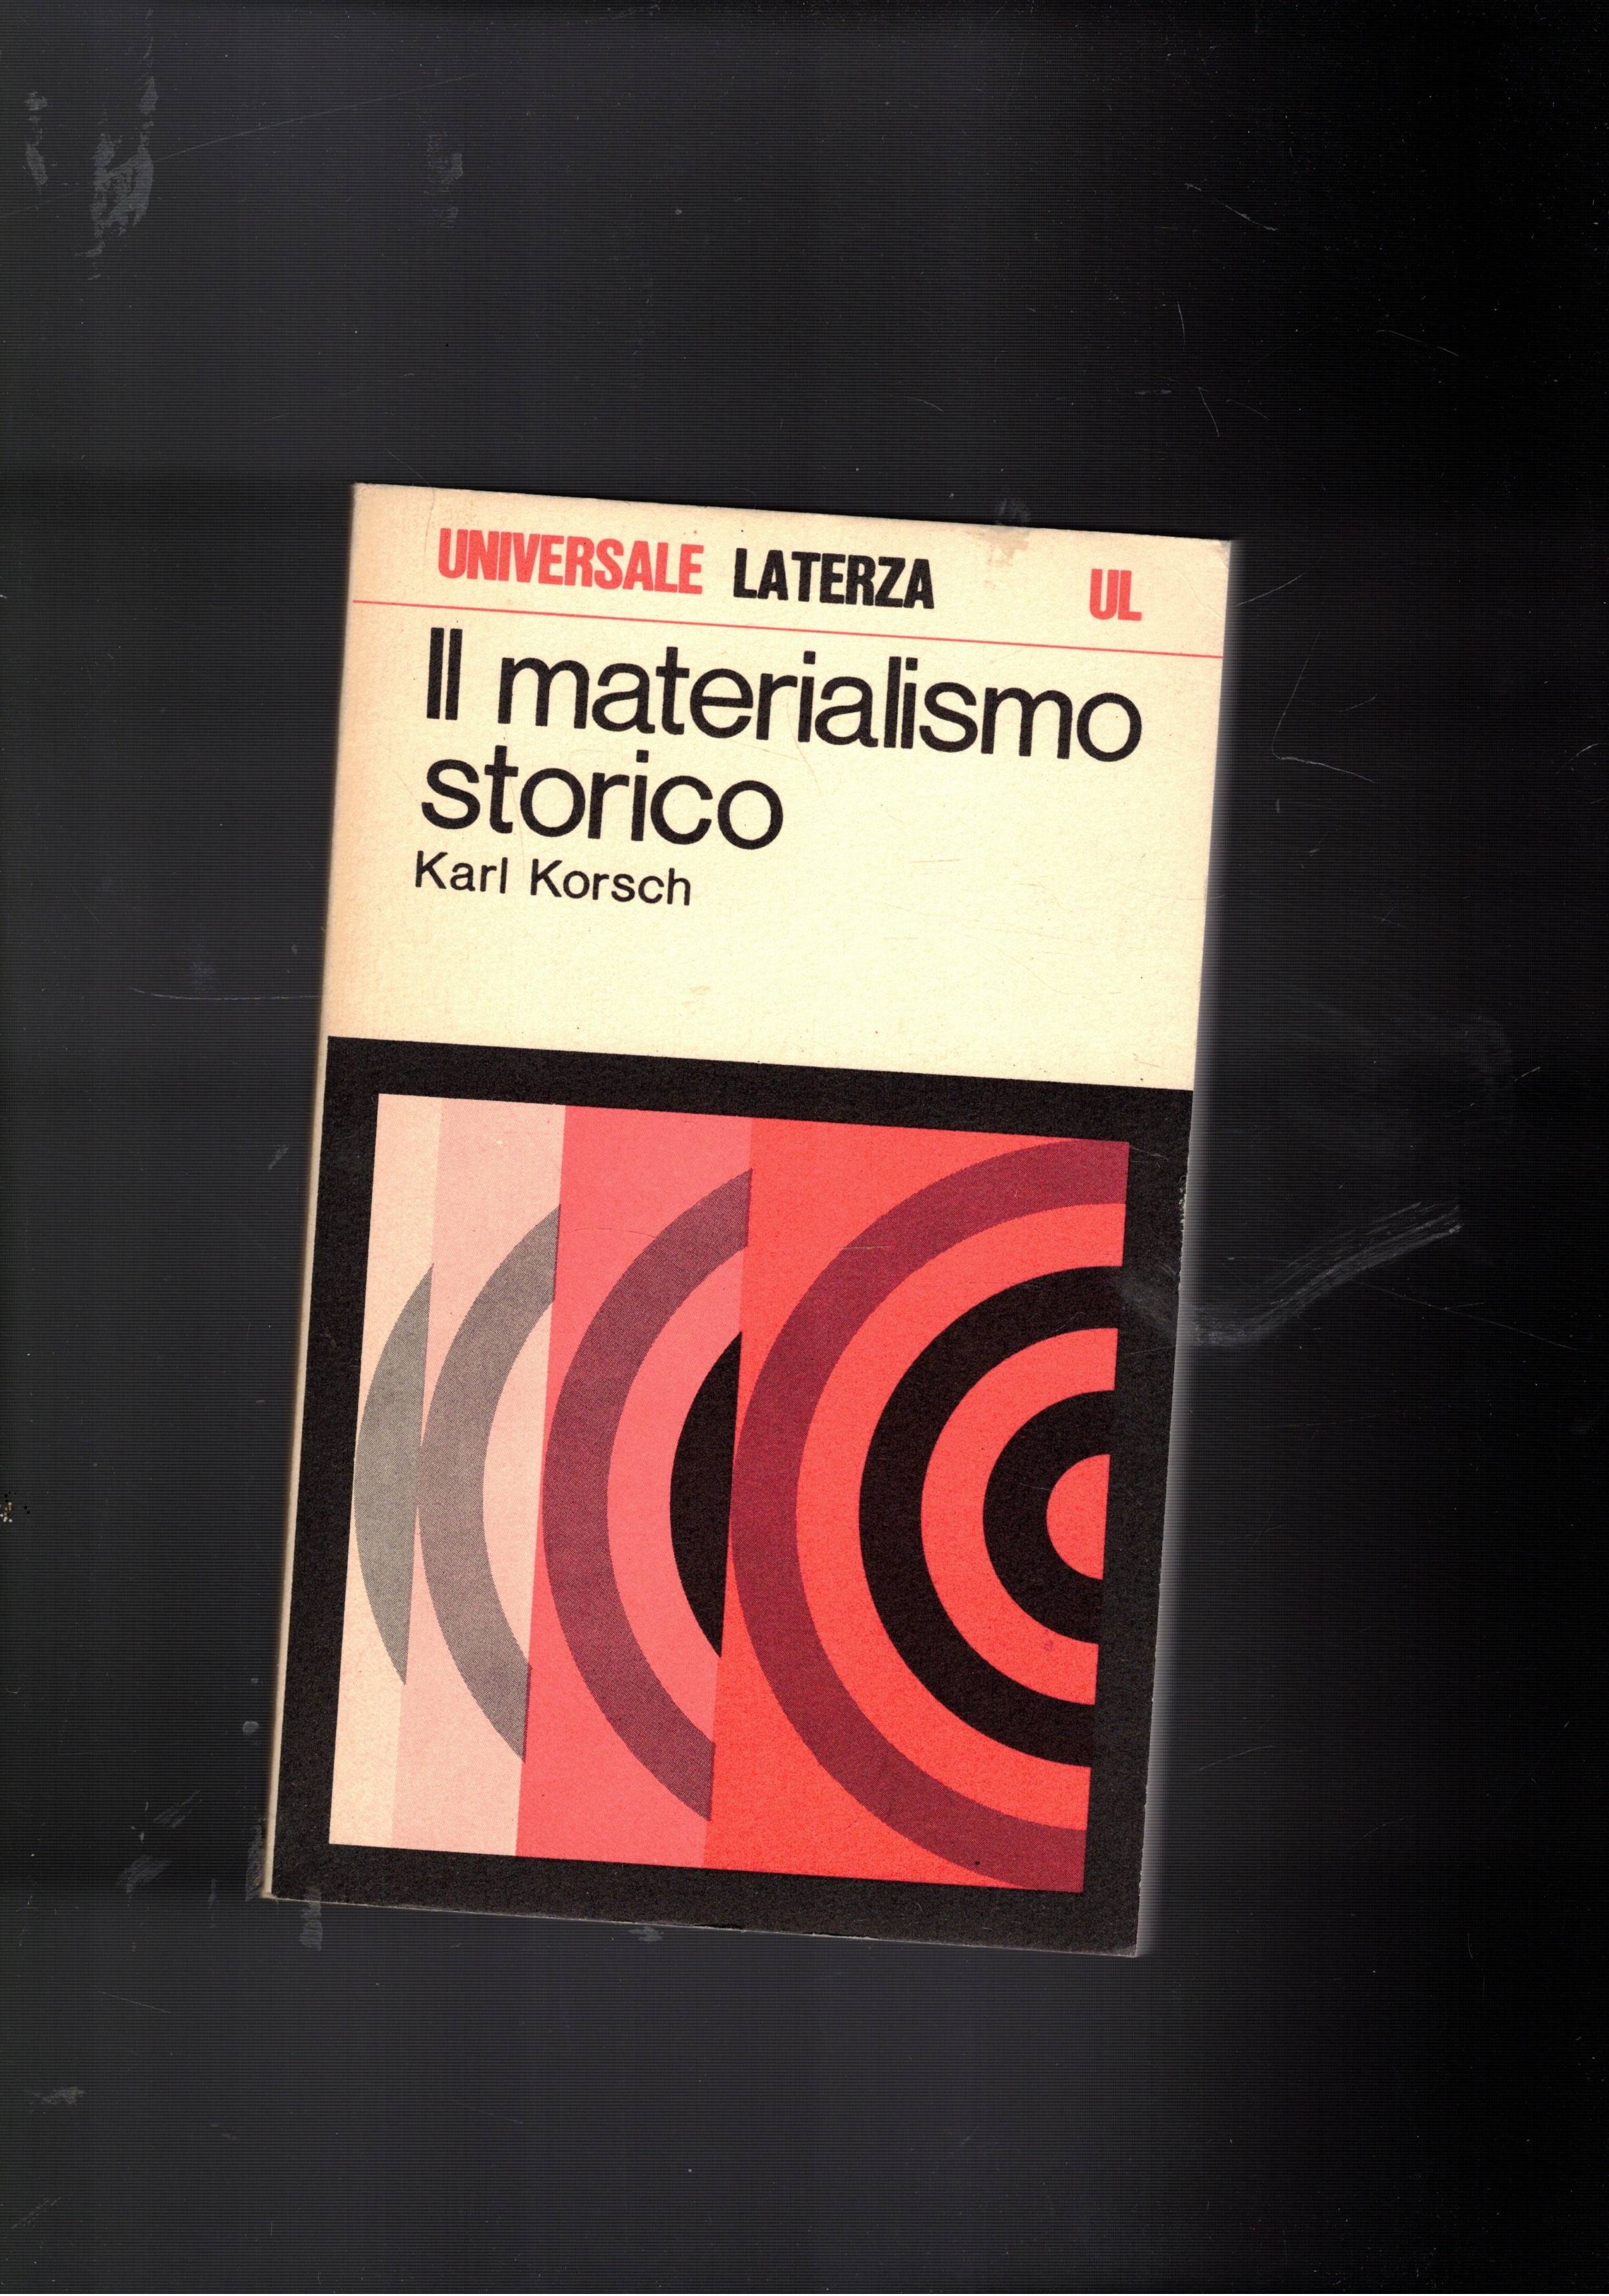 UNIVERSALE LATERZA UL
Il materialismo
storico
Karl Korsch